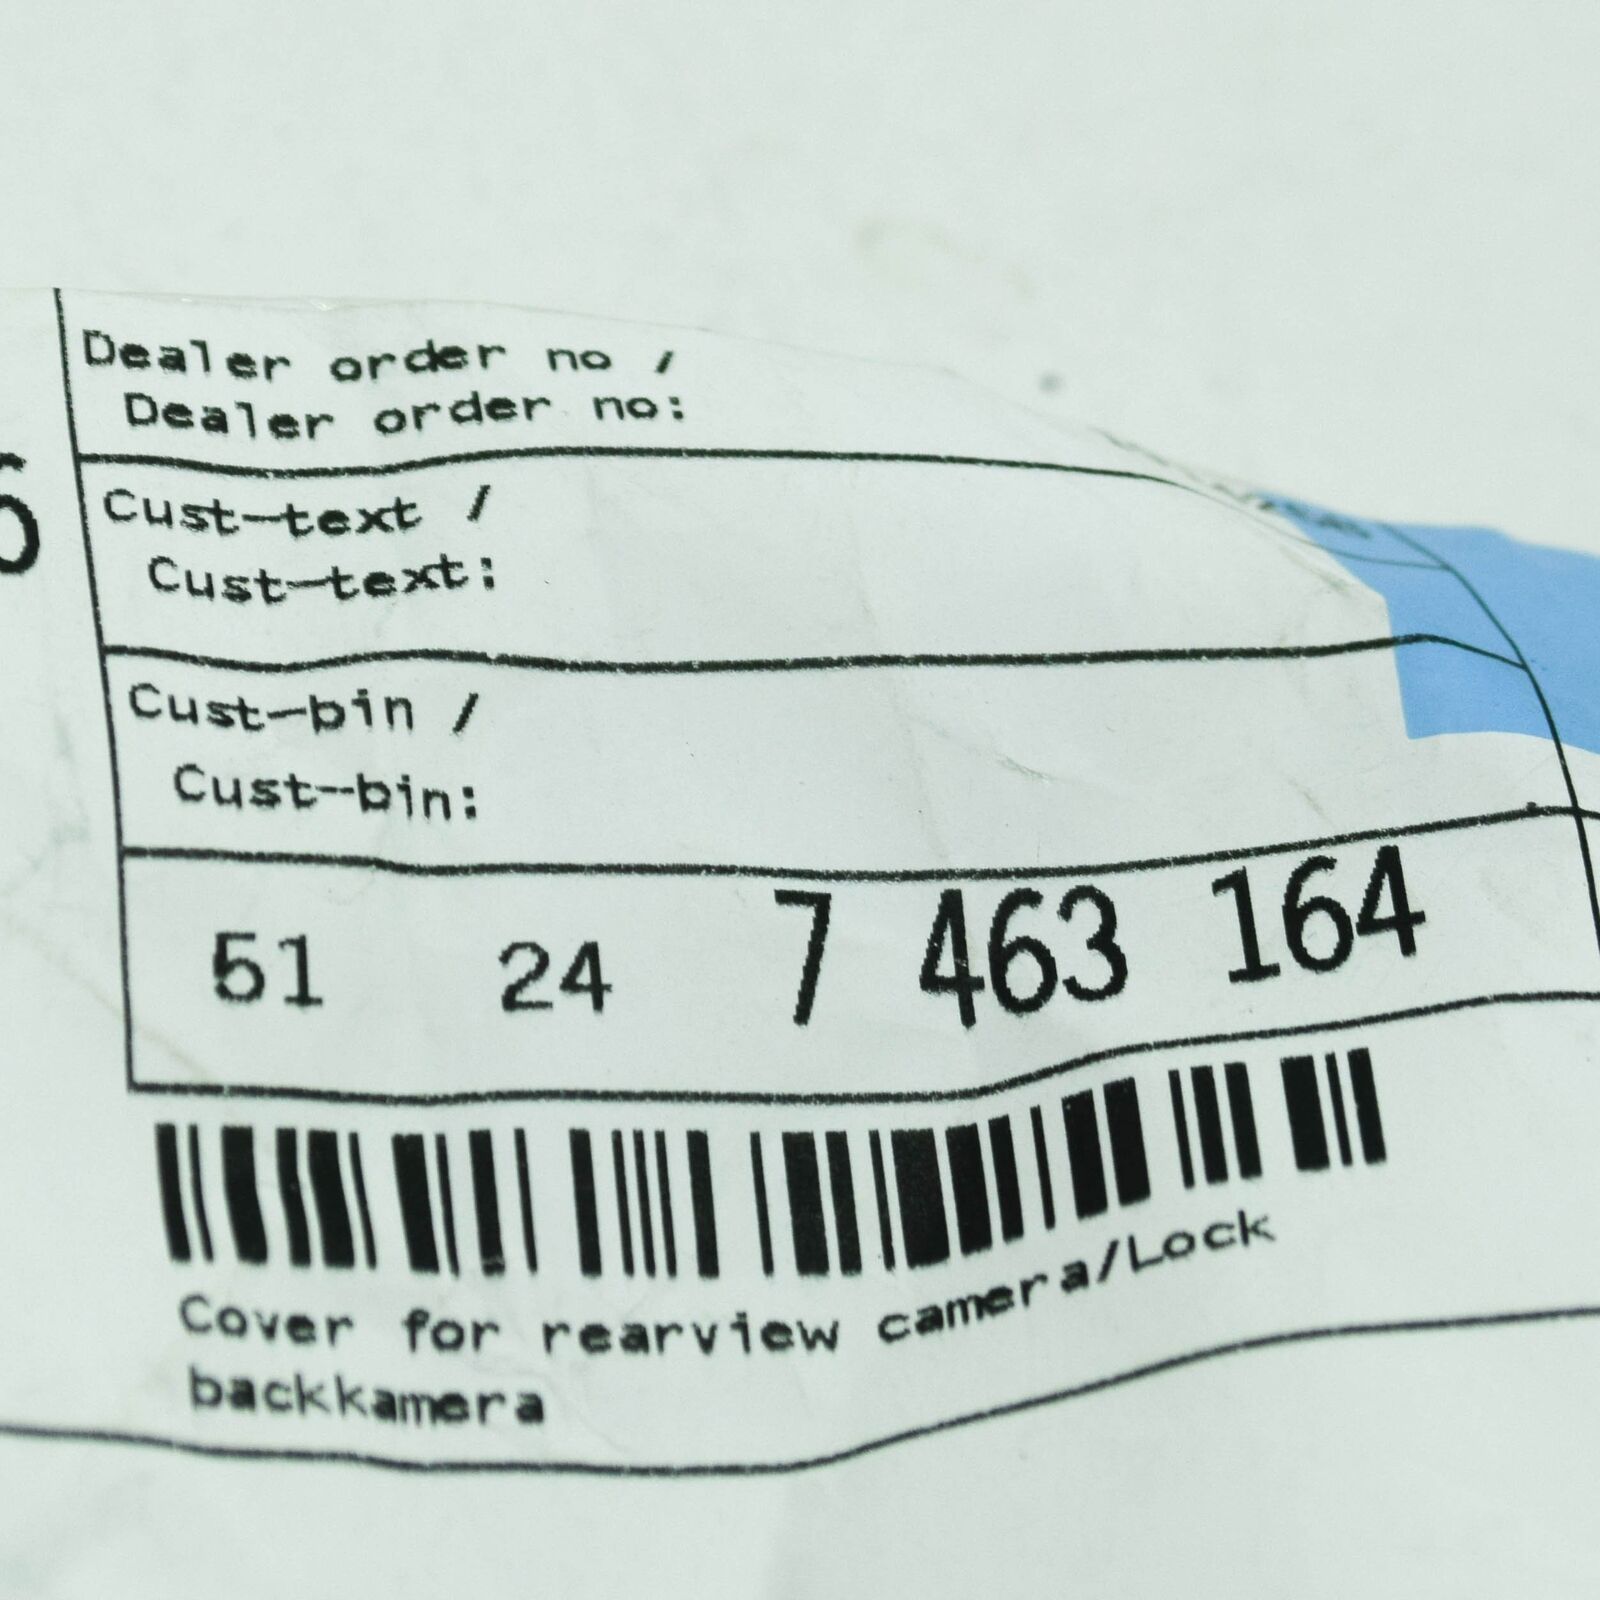 Dealer order no /
Dealer order no:
6
Cust-text /
Cust-text:
Cust-bin /
Cust-bin:
51 24 7 463 164
Cover for rearview camera/Lock
backkamera